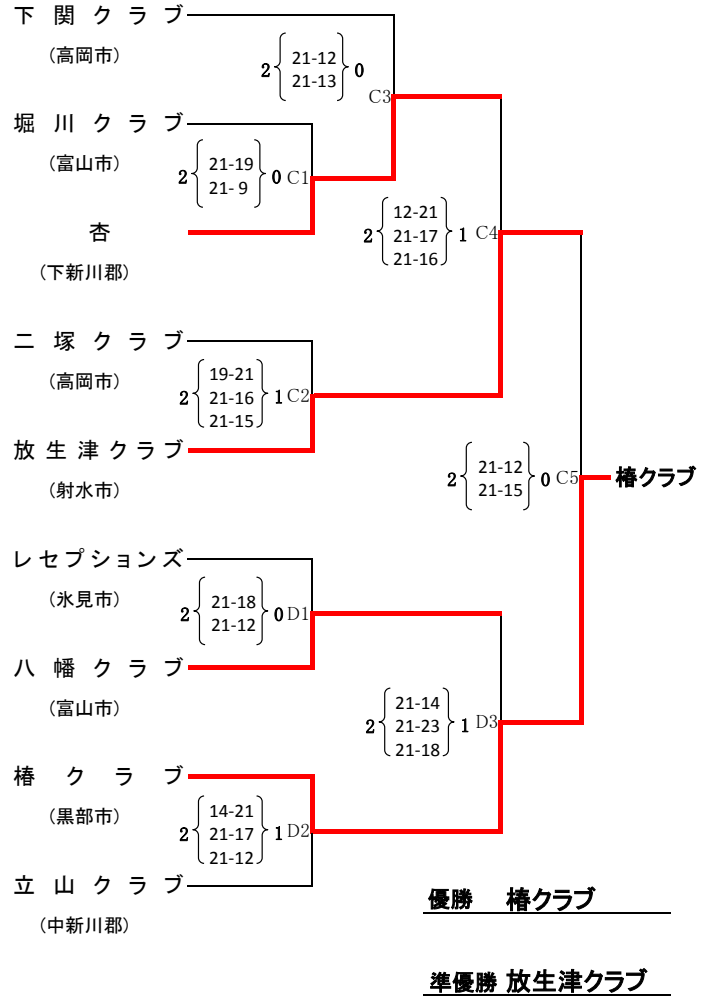 下関クラブ
(高岡市)
2 21-12 0
21-13
C3
堀川クラブ
(富山市)
2 21-19 0 C1
21- 9
杏
(下新川郡)
12-21
2 21-17 1 C4
21-16
二塚クラブ
(高岡市)
19-21
2 21-16 1 C2
21-15
放生津クラブ
(射水市)
2 21-12 0 C5
21-15
椿クラブ
レセプションズ
(氷見市)
2 21-18 0 D1
21-12
八幡クラブ
(富山市)
21-14
2 21-23 1 D3
21-18
椿クラブ
(黒部市)
14-21
2 21-17 1 D2
21-12
立山クラブ
(中新川郡)
優勝 椿クラブ
準優勝 放生津クラブ